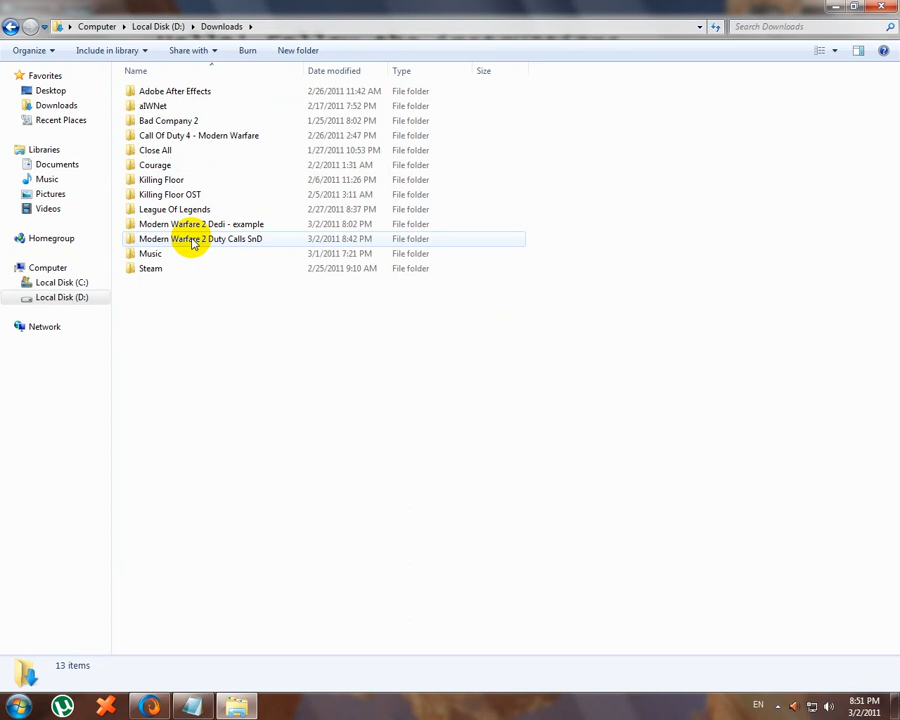 Computer ▸ Local Disk (D:) ▸ Downloads ▸ Search Downloads
Organize ▾ Include in library ▾ Share with ▾ Burn New folder
Name Date modified Type Size
Favorites
Desktop
Downloads
Recent Places
Libraries
Documents
Music
Pictures
Videos
Homegroup
Computer
Local Disk (C:)
Local Disk (D:)
Network
Adobe After Effects 2/26/2011 11:42 AM File folder
aIWNet 2/17/2011 7:52 PM File folder
Bad Company 2 1/25/2011 8:02 PM File folder
Call Of Duty 4 - Modern Warfare 2/26/2011 2:47 PM File folder
Close All 1/27/2011 10:53 PM File folder
Courage 2/2/2011 1:31 AM File folder
Killing Floor 2/6/2011 11:26 PM File folder
Killing Floor OST 2/5/2011 3:11 AM File folder
League Of Legends 2/27/2011 8:37 PM File folder
Modern Warfare 2 Dedi - example 3/2/2011 8:02 PM File folder
Modern Warfare 2 Duty Calls SnD 3/2/2011 8:42 PM File folder
Music 3/1/2011 7:21 PM File folder
Steam 2/25/2011 9:10 AM File folder
13 items
EN 8:51 PM
3/2/2011